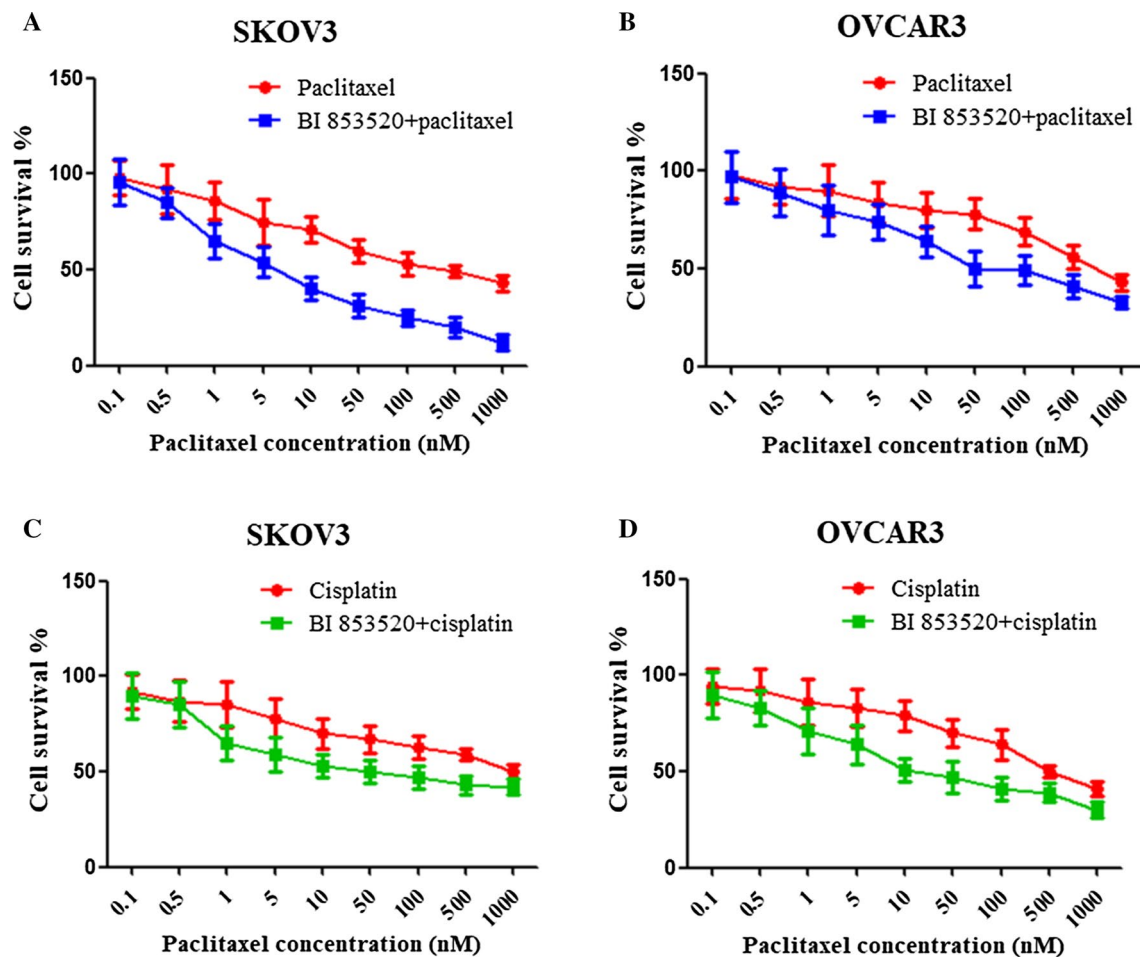 A
SKOV3
Paclitaxel
BI 853520+paclitaxel
Cell survival %
150
100
50
0
0.1 0.5 1 5 10 50 100 500 1000
Paclitaxel concentration (nM)
B
OVCAR3
Paclitaxel
BI 853520+paclitaxel
Cell survival %
150
100
50
0
0.1 0.5 1 5 10 50 100 500 1000
Paclitaxel concentration (nM)
C
SKOV3
Cisplatin
BI 853520+cisplatin
Cell survival %
150
100
50
0
0.1 0.5 1 5 10 50 100 500 1000
Paclitaxel concentration (nM)
D
OVCAR3
Cisplatin
BI 853520+cisplatin
Cell survival %
150
100
50
0
0.1 0.5 1 5 10 50 100 500 1000
Paclitaxel concentration (nM)